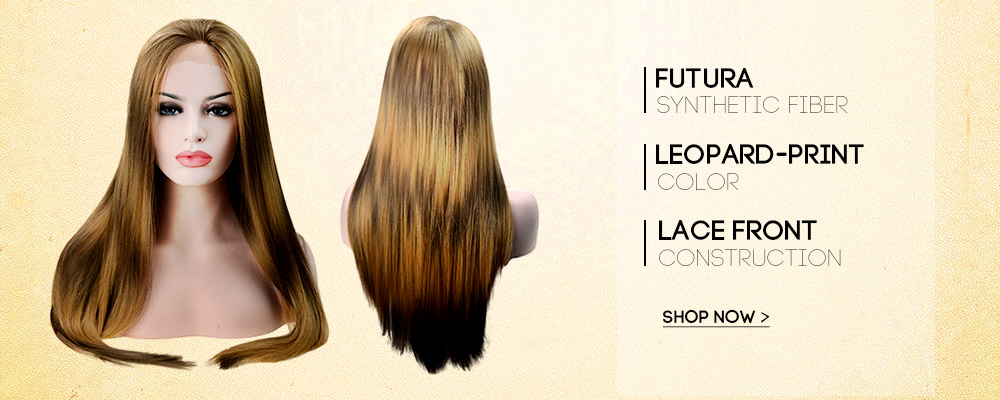 FUTURA
SYNTHETIC FIBER
LEOPARD-PRINT
COLOR
LACE FRONT
CONSTRUCTION
SHOP NOW >